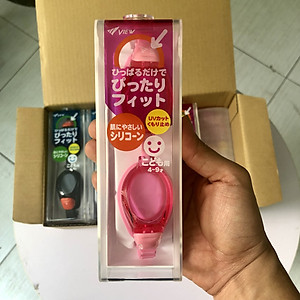 VIEW
ひっぱるだけで
ぴったり
フィット
UVカット
くもり止め
肌にやさしい
シリコーン
こども用
4-9才
ひっぱるだけで
ぴったり
フィット